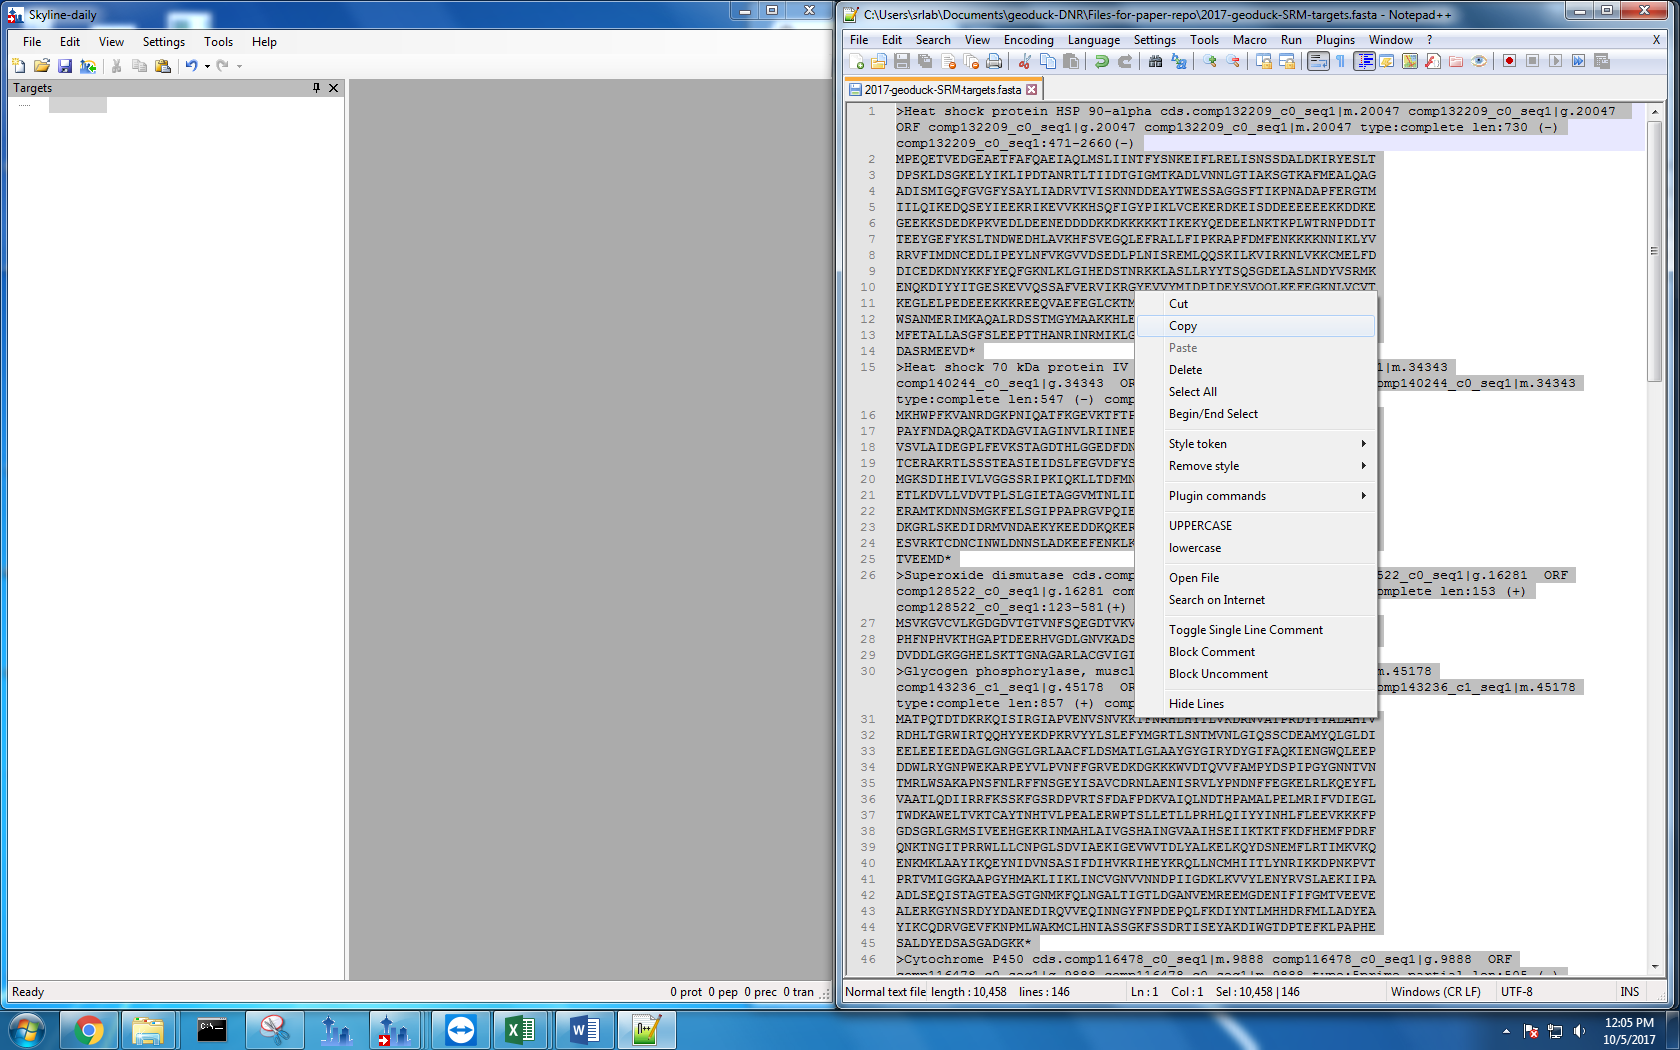 Skyline-daily
File Edit View Settings Tools Help
Targets
Ready
0 prot 0 pep 0 prec 0 tran
C:\Users\srlab\Documents\geoduck-DNR\Files-for-paper-repo\2017-geoduck-SRM-targets.fasta - Notepad++
File Edit Search View Encoding Language Settings Tools Macro Run Plugins Window ? X
2017-geoduck-SRM-targets.fasta
1 >Heat shock protein HSP 90-alpha cds.comp132209_c0_seq1|m.20047 comp132209_c0_seq1|g.20047
ORF comp132209_c0_seq1|g.20047 comp132209_c0_seq1|m.20047 type:complete len:730 (-)
comp132209_c0_seq1:471-2660(-)
2 MPEQETVEDGEAETFAFQAEIAQLMSLIINTFYSNKEIFLRELISNSSDALDKIRYESLT
3 DPSKLDSGKELYIKLIPDTANRTLTIIDTGIGMTKADLVNNLGTIAKSGTKAFMEALQAG
4 ADISMIGQFGVGFYSAYLIADRVTVISKNNDDEAYTWESSAGGSFTIKPNADAPFERGTM
5 IILQIKEDQSEYIEEKRIKEVVKKHSQFIGYPIKLVCEKERDKEISDDEEEEEEKKDDKE
6 GEEKKSDEDKPKVEDLDEENEDDDDKKDKKKKKTIKEKYQEDEELNKTKPLWTRNPDDIT
7 TEEYGEFYKSLTNDWEDHLAVKHFSVEGQLEFRALLFIPKRAPFDMFENKKKKNNIKLYV
8 RRVFIMDNCEDLIPEYLNFVKGVVDSEDLPLNISREMLQQSKILKVIRKNLVKKCMELFD
9 DICEDKDNYKKFYEQFGKNLKLGIHEDSTNRKKLASLLRYYTSQSGDELASLNDYVSRMK
10 ENQKDIYYITGESKEVVQSSAFVERVIKRGYEVVYMIDPIDEYSVQQLKEFEGKNLVCVT
11 KEGLELPEDEEEKKKREEQVAEFEGLCKTM
12 WSANMERIMKAQALRDSSTMGYMAAKKHLE
13 MFETALLASGFSLEEPTTHANRINRMIKLG
14 DASRMEEVD*
15 >Heat shock 70 kDa protein IV |m.34343
comp140244_c0_seq1|g.34343 OR omp140244_c0_seq1|m.34343
type:complete len:547 (-) comp
16 MKHWPFKVANRDGKPNIQATFKGEVKTFTP
17 PAYFNDAQRQATKDAGVIAGINVLRIINEP
18 VSVLAIDEGPLFEVKSTAGDTHLGGEDFDN
19 TCERAKRTLSSSTEASIEIDSLFEGVDFYS
20 MGKSDIHEIVLVGGSSRIPKIQKLLTDFMN
21 ETLKDVLLVDVTPLSLGIETAGGVMTNLID
22 ERAMTKDNNSMGKFELSGIPPAPRGVPQIE
23 DKGRLSKEDIDRMVNDAEKYKEEDDKQKER
24 ESVRKTCDNCINWLDNNSLADKEEFENKLK
25 TVEEMD*
26 >Superoxide dismutase cds.comp 522_c0_seq1|g.16281 ORF
comp128522_c0_seq1|g.16281 com omplete len:153 (+)
comp128522_c0_seq1:123-581(+)
27 MSVKGVCVLKGDGDVTGTVNFSQEGDTVKV
28 PHFNPHVKTHGAPTDEERHVGDLGNVKADS
29 DVDDLGKGGHELSKTTGNAGARLACGVIGI
30 >Glycogen phosphorylase, muscl m.45178
comp143236_c1_seq1|g.45178 OR omp143236_c1_seq1|m.45178
type:complete len:857 (+) comp
31 MATPQTDTDKRKQISIRGIAPVENVSNVKK
32 RDHLTGRWIRTQQHYYEKDPKRVYYLSLEFYMGRTLSNTMVNLGIQSSCDEAMYQLGLDI
33 EELEEIEEDAGLGNGGLGRLAACFLDSMATLGLAAYGYGIRYDYGIFAQKIENGWQLEEP
34 DDWLRYGNPWEKARPEYVLPVNFFGRVEDKDGKKKWVDTQVVFAMPYDSPIPGYGNNTVN
35 TMRLWSAKAPNSFNLRFFNSGEYISAVCDRNLAENISRVLYPNDNFFEGKELRLKQEYFL
36 VAATLQDIIRRFKSSKFGSRDPVRTSFDAFPDKVAIQLNDTHPAMALPELMRIFVDIEGL
37 TWDKAWELTVKTCAYTNHTVLPEALERWPTSLLETLLPRHLQIIYYINHLFLEEVKKKFP
38 GDSGRLGRMSIVEEHGEKRINMAHLAIVGSHAINGVAAIHSEIIKTKTFKDFHEMFPDRF
39 QNKTNGITPRRWLLLCNPGLSDVIAEKIGEVWVTDLYALKELKQYDSNEMFLRTIMKVKQ
40 ENKMKLAAYIKQEYNIDVNSASIFDIHVKRIHEYKRQLLNCMHIITLYNRIKKDPNKPVT
41 PRTVMIGGKAAPGYHMAKLIIKLINCVGNVVNNDPIIGDKLKVVYLENYRVSLAEKIIPA
42 ADLSEQISTAGTEASGTGNMKFQLNGALTIGTLDGANVEMREEMGDENIFIFGMTVEEVE
43 ALERKGYNSRDYYDANEDIRQVVEQINNGYFNPDEPQLFKDIYNTLMHHDRFMLLADYEA
44 YIKCQDRVGEVFKNPMLWAKMCLHNIASSGKFSSDRTISEYAKDIWGTDPTEFKLPAPHE
45 SALDYEDSASGADGKK*
46 >Cytochrome P450 cds.comp116478_c0_seq1|m.9888 comp116478_c0_seq1|g.9888 ORF
comp116478_c0_seq1|g.9888 comp116478_c0_seq1|m.9888 type:5prime_partial len:505 (-)
Cut
Copy
Paste
Delete
Select All
Begin/End Select
Style token
Remove style
Plugin commands
UPPERCASE
lowercase
Open File
Search on Internet
Toggle Single Line Comment
Block Comment
Block Uncomment
Hide Lines
Normal text file length : 10,458 lines : 146 Ln : 1 Col : 1 Sel : 10,458 | 146 Windows (CR LF) UTF-8 INS
12:05 PM
10/5/2017